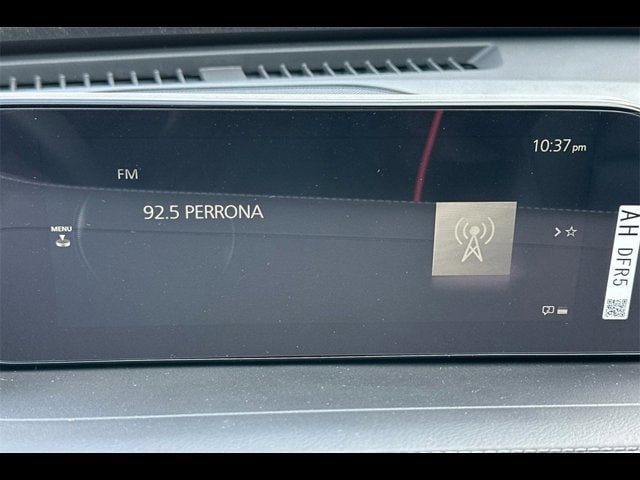 10:37pm
FM
92.5 PERRONA
MENU
AH DFR5